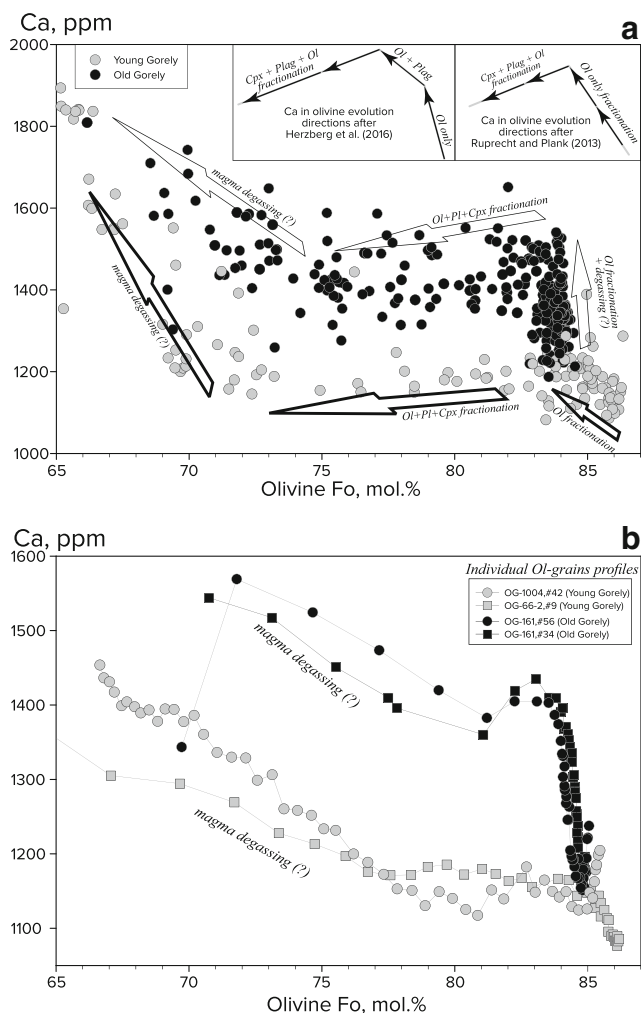 Ca, ppm
a
2000
1800
1600
1400
1200
1000
Young Gorely
Old Gorely
Cpx + Plag + Ol
fractionation
Ol + Plag
Ol only
Ca in olivine evolution
directions after
Herzberg et al. (2016)
Cpx + Plag + Ol
fractionation
Ol only fractionation
Ca in olivine evolution
directions after
Ruprecht and Plank (2013)
magma degassing (?)
Ol+Pl+Cpx fractionation
Ol fractionation
+ degassing (?)
magma degassing (?)
Ol+Pl+Cpx fractionation
Ol fractionation
65
70
75
80
85
Olivine Fo, mol.%
Ca, ppm
b
1600
1500
1400
1300
1200
1100
Individual Ol-grains profiles
OG-1004,#42 (Young Gorely)
OG-66-2,#9 (Young Gorely)
OG-161,#56 (Old Gorely)
OG-161,#34 (Old Gorely)
magma degassing (?)
magma degassing (?)
65
70
75
80
85
Olivine Fo, mol.%